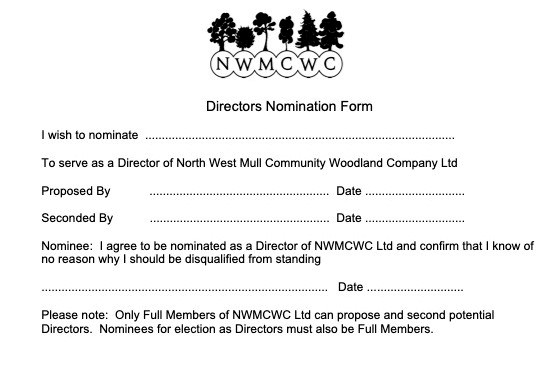 NWMCWC
Directors Nomination Form
I wish to nominate ..............................................................................................
To serve as a Director of North West Mull Community Woodland Company Ltd
Proposed By ...................................................... Date ..............................
Seconded By ...................................................... Date ..............................
Nominee: I agree to be nominated as a Director of NWMCWC Ltd and confirm that I know of
no reason why I should be disqualified from standing
....................................................................................... Date .............................
Please note: Only Full Members of NWMCWC Ltd can propose and second potential
Directors. Nominees for election as Directors must also be Full Members.